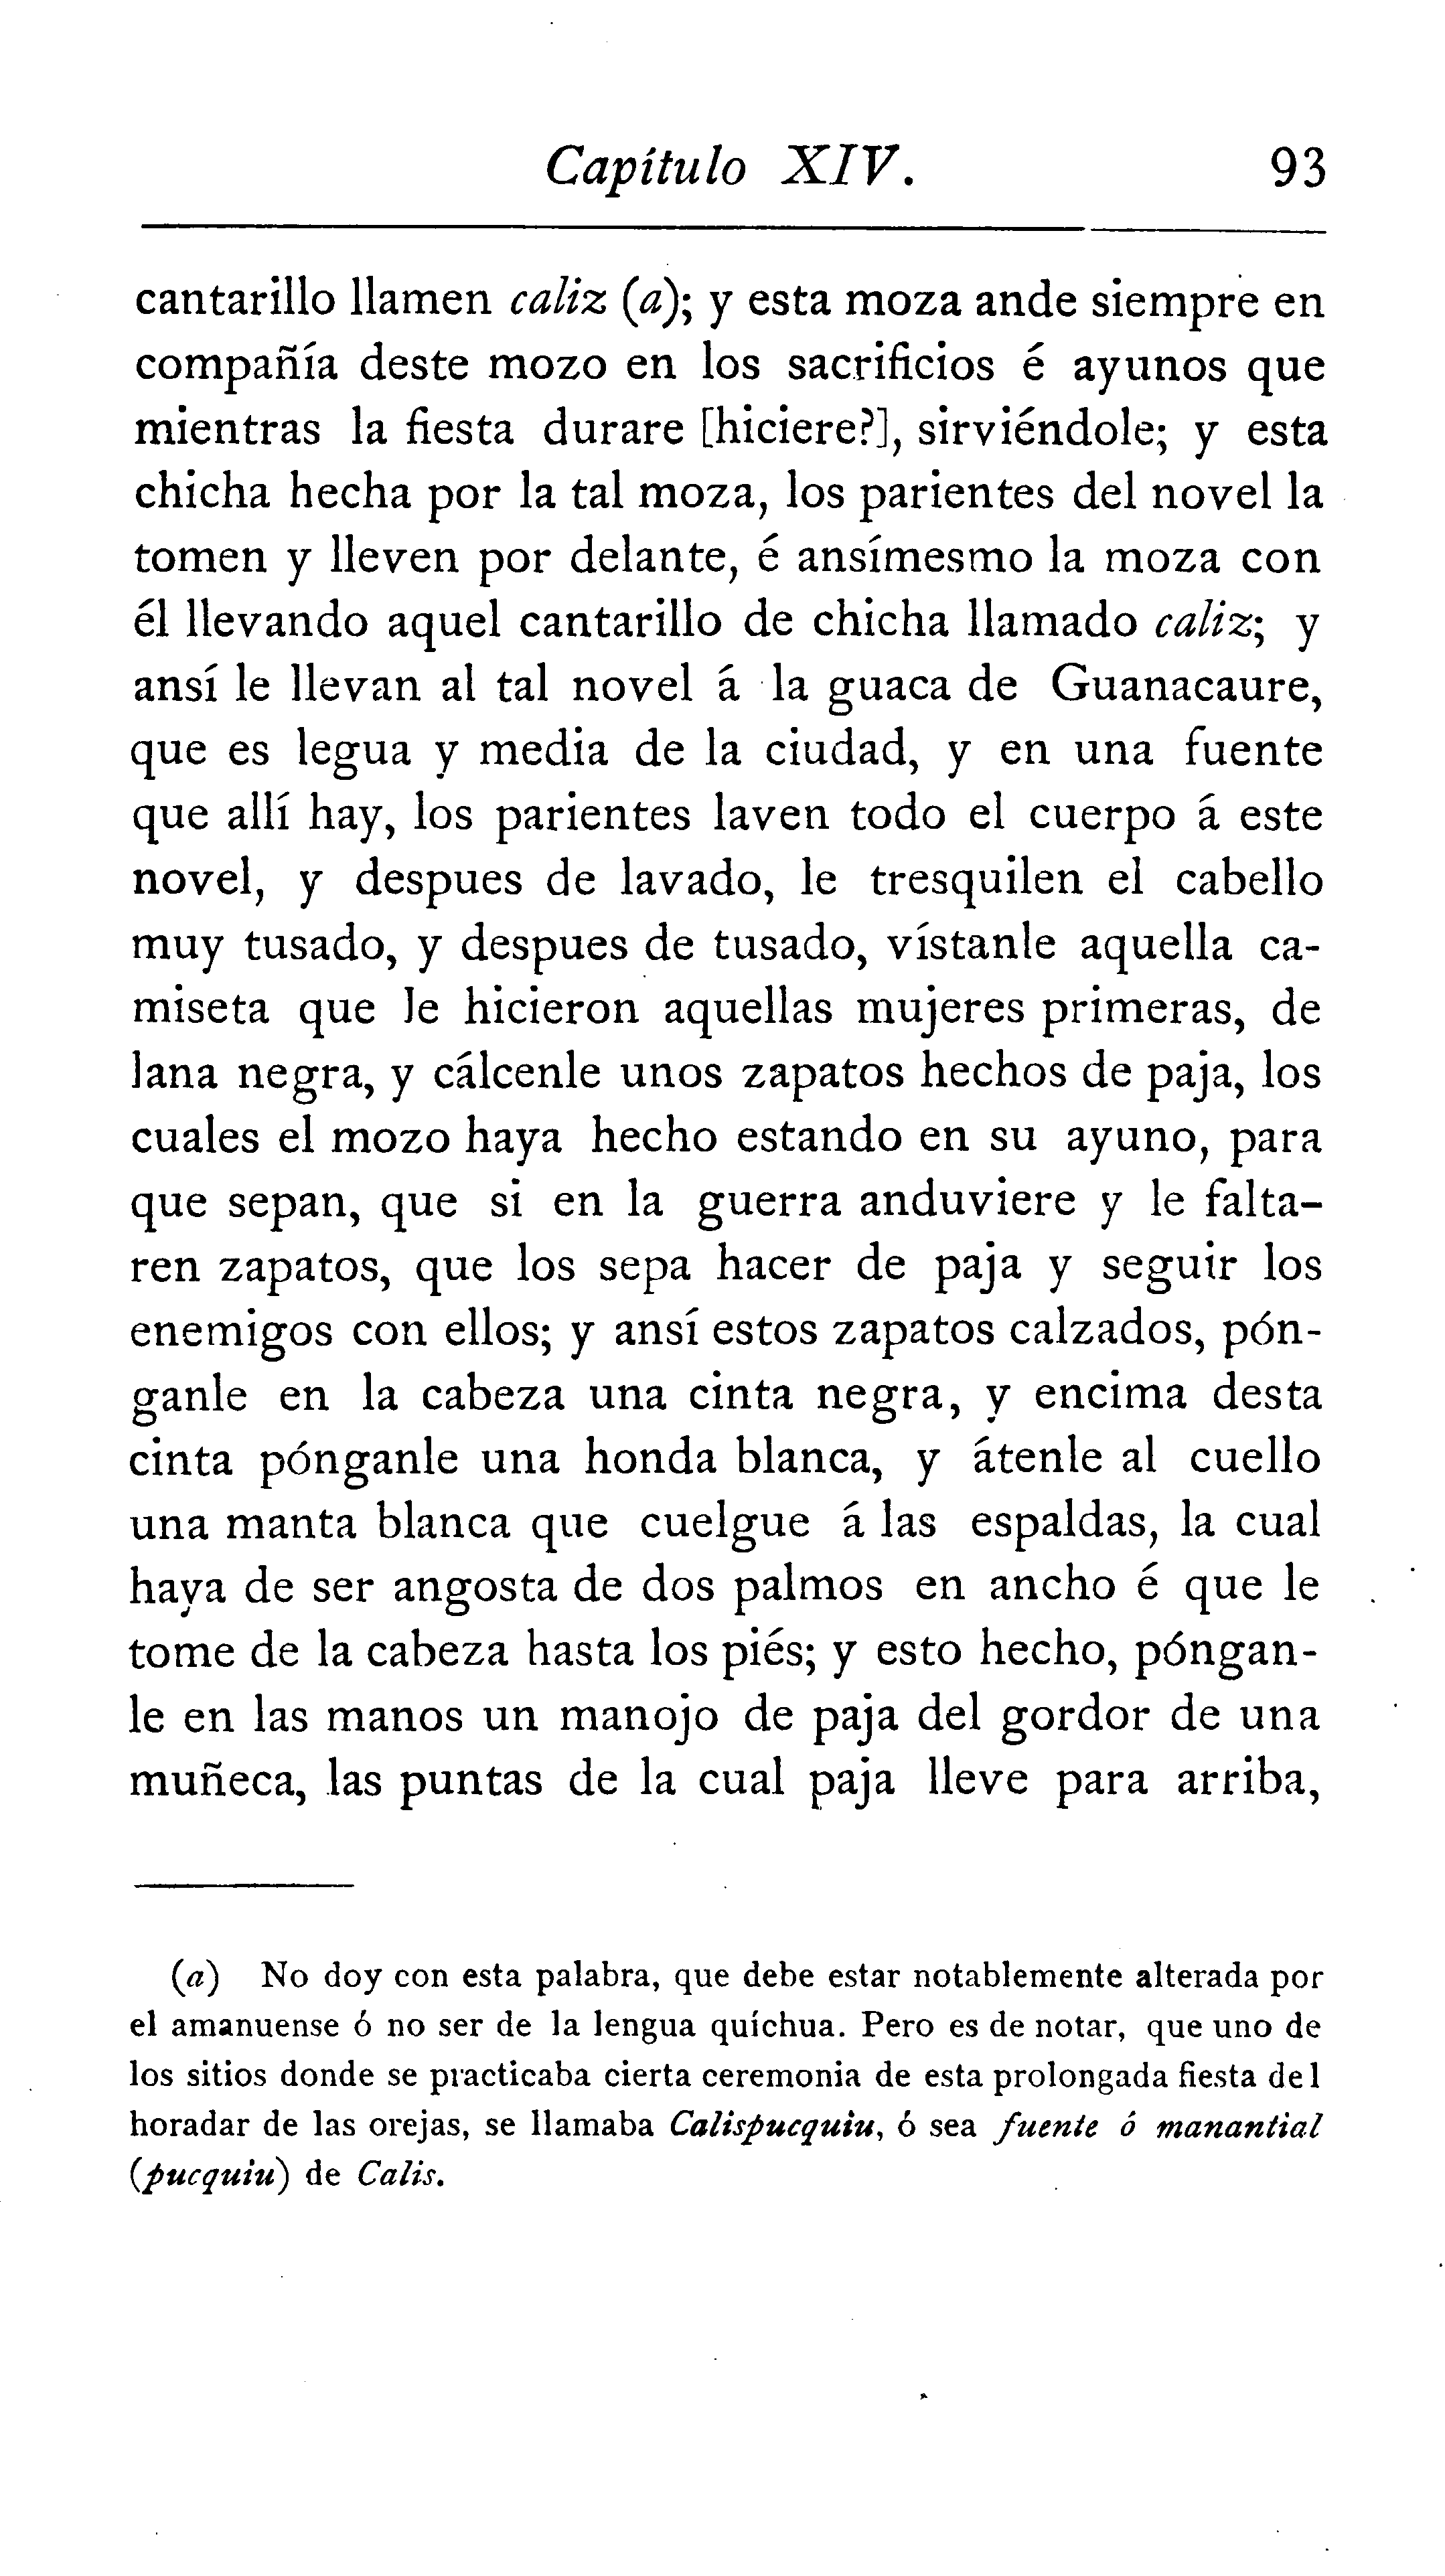 Capítulo XIV. 93
cantarillo llamen caliz (a); y esta moza ande siempre en
compañía deste mozo en los sacrificios é ayunos que
mientras la fiesta durare [hiciere?], sirviéndole; y esta
chicha hecha por la tal moza, los parientes del novel la
tomen y lleven por delante, é ansímesmo la moza con
él llevando aquel cantarillo de chicha llamado caliz; y
ansí le llevan al tal novel á la guaca de Guanacaure,
que es legua y media de la ciudad, y en una fuente
que allí hay, los parientes laven todo el cuerpo á este
novel, y despues de lavado, le tresquilen el cabello
muy tusado, y despues de tusado, vístanle aquella ca-
miseta que le hicieron aquellas mujeres primeras, de
lana negra, y cálcenle unos zapatos hechos de paja, los
cuales el mozo haya hecho estando en su ayuno, para
que sepan, que si en la guerra anduviere y le falta-
ren zapatos, que los sepa hacer de paja y seguir los
enemigos con ellos; y ansí estos zapatos calzados, pón-
ganle en la cabeza una cinta negra, y encima desta
cinta pónganle una honda blanca, y átenle al cuello
una manta blanca que cuelgue á las espaldas, la cual
haya de ser angosta de dos palmos en ancho é que le
tome de la cabeza hasta los piés; y esto hecho, póngan-
le en las manos un manojo de paja del gordor de una
muñeca, las puntas de la cual paja lleve para arriba,
(a) No doy con esta palabra, que debe estar notablemente alterada por
el amanuense ó no ser de la lengua quíchua. Pero es de notar, que uno de
los sitios donde se practicaba cierta ceremonia de esta prolongada fiesta del
horadar de las orejas, se llamaba Calispucquiu, ó sea fuente ó manantial
(pucquiu) de Calis.